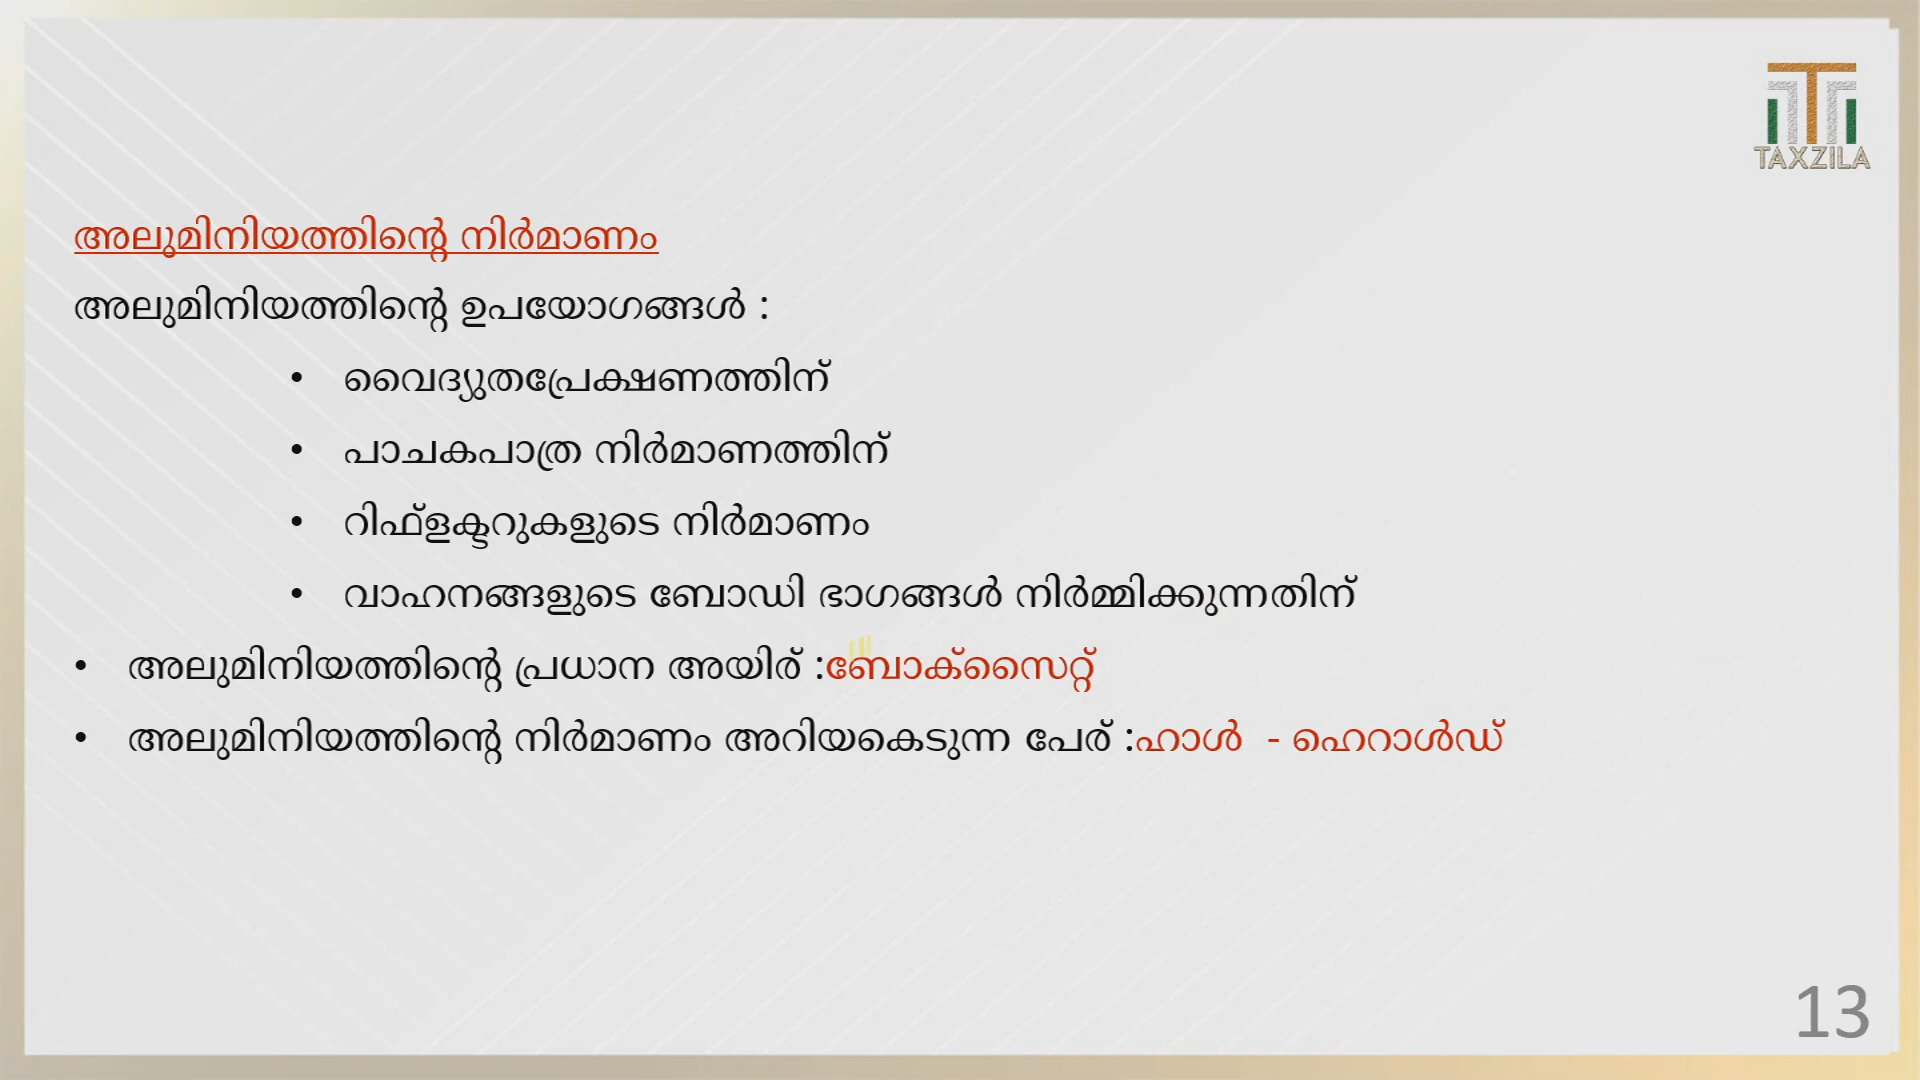 TAXZILA
അലുമിനിയത്തിന്റെ നിർമാണം
അലുമിനിയത്തിന്റെ ഉപയോഗങ്ങൾ :
• വൈദ്യുതപ്രേക്ഷണത്തിന്
• പാചകപാത്ര നിർമാണത്തിന്
• റിഫ്ളക്ടറുകളുടെ നിർമാണം
• വാഹനങ്ങളുടെ ബോഡി ഭാഗങ്ങൾ നിർമ്മിക്കുന്നതിന്
• അലുമിനിയത്തിന്റെ പ്രധാന അയിര് :ബോക്സൈറ്റ്
• അലുമിനിയത്തിന്റെ നിർമാണം അറിയകെടുന്ന പേര് :ഹാൾ - ഹെറാൾഡ്
13